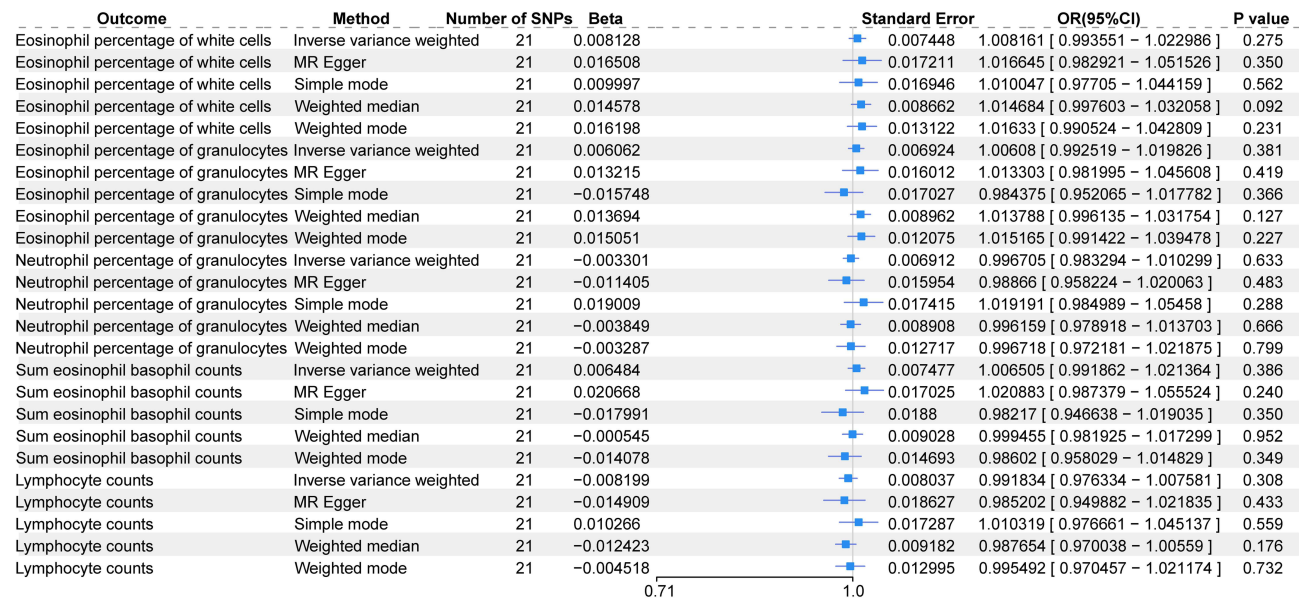 Outcome Method Number of SNPs Beta Standard Error OR(95%CI) P value
Eosinophil percentage of white cells Inverse variance weighted 21 0.008128 0.007448 1.008161 [ 0.993551 − 1.022986 ] 0.275
Eosinophil percentage of white cells MR Egger 21 0.016508 0.017211 1.016645 [ 0.982921 − 1.051526 ] 0.350
Eosinophil percentage of white cells Simple mode 21 0.009997 0.016946 1.010047 [ 0.97705 − 1.044159 ] 0.562
Eosinophil percentage of white cells Weighted median 21 0.014578 0.008662 1.014684 [ 0.997603 − 1.032058 ] 0.092
Eosinophil percentage of white cells Weighted mode 21 0.016198 0.013122 1.01633 [ 0.990524 − 1.042809 ] 0.231
Eosinophil percentage of granulocytes Inverse variance weighted 21 0.006062 0.006924 1.00608 [ 0.992519 − 1.019826 ] 0.381
Eosinophil percentage of granulocytes MR Egger 21 0.013215 0.016012 1.013303 [ 0.981995 − 1.045608 ] 0.419
Eosinophil percentage of granulocytes Simple mode 21 −0.015748 0.017027 0.984375 [ 0.952065 − 1.017782 ] 0.366
Eosinophil percentage of granulocytes Weighted median 21 0.013694 0.008962 1.013788 [ 0.996135 − 1.031754 ] 0.127
Eosinophil percentage of granulocytes Weighted mode 21 0.015051 0.012075 1.015165 [ 0.991422 − 1.039478 ] 0.227
Neutrophil percentage of granulocytes Inverse variance weighted 21 −0.003301 0.006912 0.996705 [ 0.983294 − 1.010299 ] 0.633
Neutrophil percentage of granulocytes MR Egger 21 −0.011405 0.015954 0.98866 [ 0.958224 − 1.020063 ] 0.483
Neutrophil percentage of granulocytes Simple mode 21 0.019009 0.017415 1.019191 [ 0.984989 − 1.05458 ] 0.288
Neutrophil percentage of granulocytes Weighted median 21 −0.003849 0.008908 0.996159 [ 0.978918 − 1.013703 ] 0.666
Neutrophil percentage of granulocytes Weighted mode 21 −0.003287 0.012717 0.996718 [ 0.972181 − 1.021875 ] 0.799
Sum eosinophil basophil counts Inverse variance weighted 21 0.006484 0.007477 1.006505 [ 0.991862 − 1.021364 ] 0.386
Sum eosinophil basophil counts MR Egger 21 0.020668 0.017025 1.020883 [ 0.987379 − 1.055524 ] 0.240
Sum eosinophil basophil counts Simple mode 21 −0.017991 0.0188 0.98217 [ 0.946638 − 1.019035 ] 0.350
Sum eosinophil basophil counts Weighted median 21 −0.000545 0.009028 0.999455 [ 0.981925 − 1.017299 ] 0.952
Sum eosinophil basophil counts Weighted mode 21 −0.014078 0.014693 0.98602 [ 0.958029 − 1.014829 ] 0.349
Lymphocyte counts Inverse variance weighted 21 −0.008199 0.008037 0.991834 [ 0.976334 − 1.007581 ] 0.308
Lymphocyte counts MR Egger 21 −0.014909 0.018627 0.985202 [ 0.949882 − 1.021835 ] 0.433
Lymphocyte counts Simple mode 21 0.010266 0.017287 1.010319 [ 0.976661 − 1.045137 ] 0.559
Lymphocyte counts Weighted median 21 −0.012423 0.009182 0.987654 [ 0.970038 − 1.00559 ] 0.176
Lymphocyte counts Weighted mode 21 −0.004518 0.012995 0.995492 [ 0.970457 − 1.021174 ] 0.732
0.71 1.0